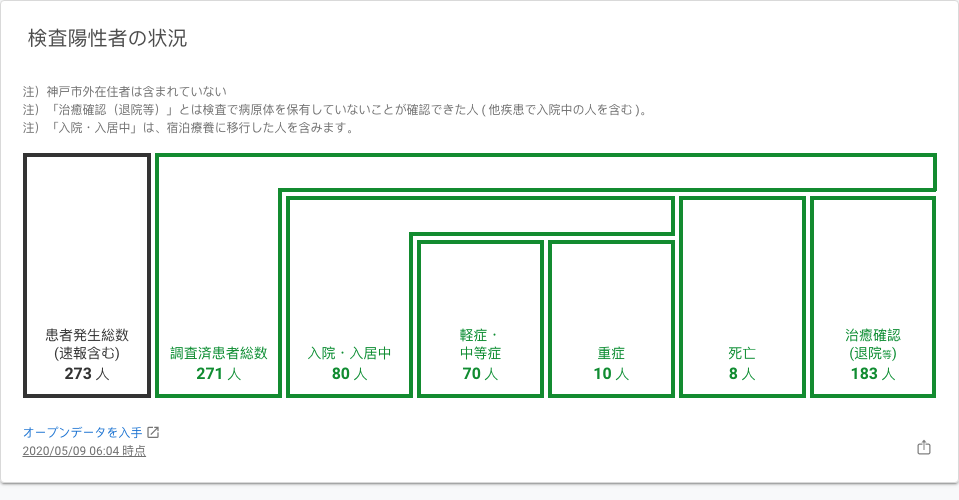 検査陽性者の状況
注）神戸市外在住者は含まれていない
注）「治癒確認（退院等）」とは検査で病原体を保有していないことが確認できた人 ( 他疾患で入院中の人を含む )。
注）「入院・入居中」は、宿泊療養に移行した人を含みます。
患者発生総数
(速報含む)
273 人
調査済患者総数
271 人
入院・入居中
80 人
軽症・
中等症
70 人
重症
10 人
死亡
8 人
治癒確認
(退院等)
183 人
オープンデータを入手
2020/05/09 06:04 時点